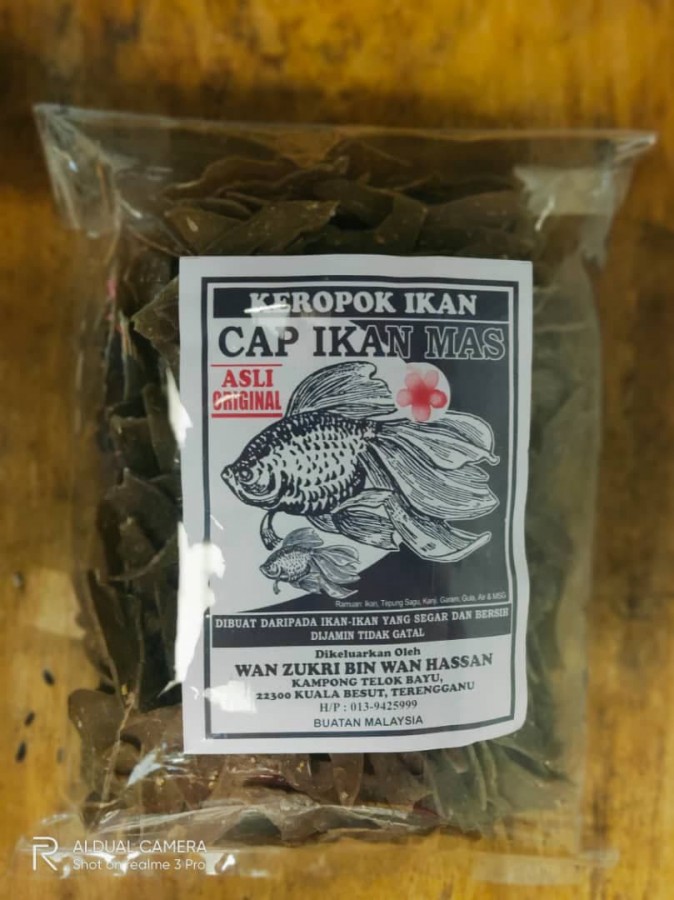 KEROPOK IKAN
CAP IKAN MAS
ASLI
ORIGINAL
Ramuan: Ikan, Tepung Sagu, Kanji, Garam, Gula, Air & MSG
DIBUAT DARIPADA IKAN-IKAN YANG SEGAR DAN BERSIH
DIJAMIN TIDAK GATAL
Dikeluarkan Oleh
WAN ZUKRI BIN WAN HASSAN
KAMPONG TELOK BAYU,
22300 KUALA BESUT, TERENGGANU
H/P : 013-9425999
BUATAN MALAYSIA
R AI DUAL CAMERA
Shot on realme 3 Pro